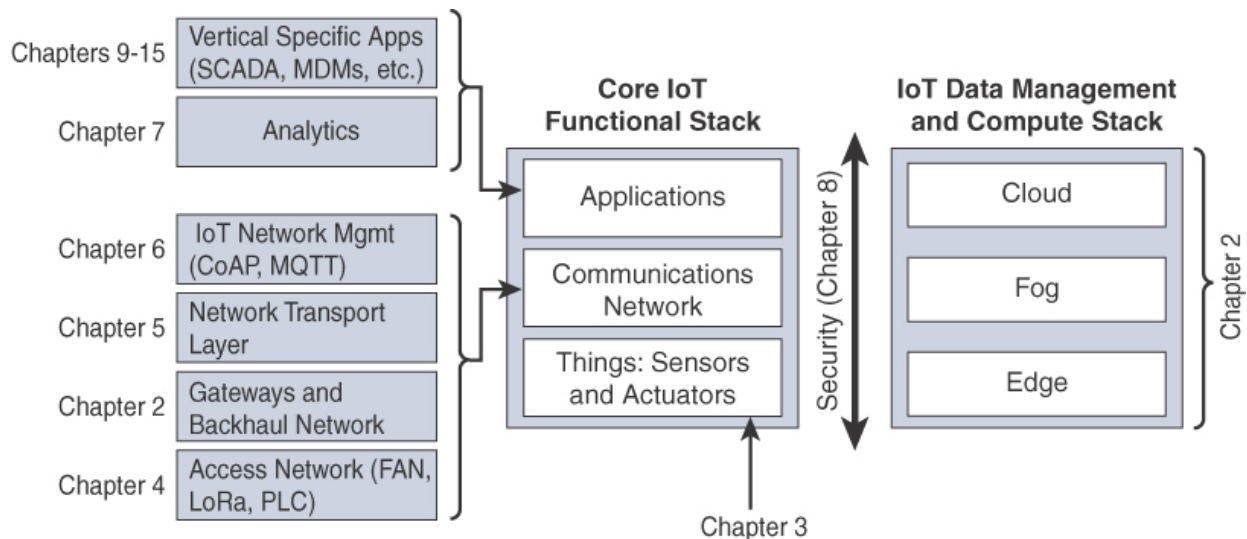 Chapters 9-15
Vertical Specific Apps
(SCADA, MDMs, etc.)
Chapter 7
Analytics
Chapter 6
IoT Network Mgmt
(CoAP, MQTT)
Chapter 5
Network Transport
Layer
Chapter 2
Gateways and
Backhaul Network
Chapter 4
Access Network (FAN,
LoRa, PLC)
Core IoT
Functional Stack
Applications
Communications
Network
Things: Sensors
and Actuators
Chapter 3
Security (Chapter 8)
IoT Data Management
and Compute Stack
Cloud
Fog
Edge
Chapter 2